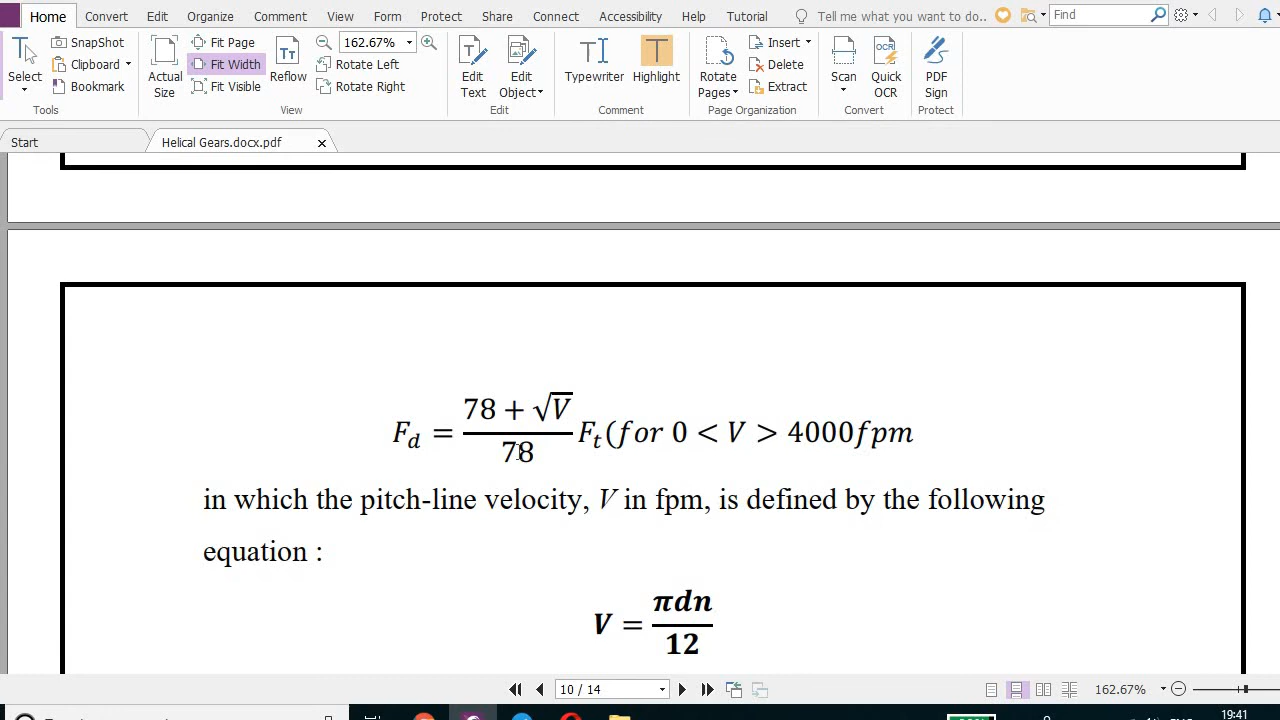 Home Convert Edit Organize Comment View Form Protect Share Connect Accessibility Help Tutorial Tell me what you want to do.. Find
SnapShot Fit Page 162.67% Insert
Select Clipboard Actual Size Fit Width Reflow Rotate Left Edit Text Edit Object Typewriter Highlight Rotate Pages Delete Scan Quick OCR PDF Sign
Bookmark Fit Visible Rotate Right Extract
Tools View Edit Comment Page Organization Convert Protect
Start Helical Gears.docx.pdf
F_d = \frac{78 + \sqrt{V}}{78} F_t (for 0 < V > 4000fpm
in which the pitch-line velocity, V in fpm, is defined by the following
equation :
V = \frac{πdn}{12}
10 / 14 162.67%
19:41